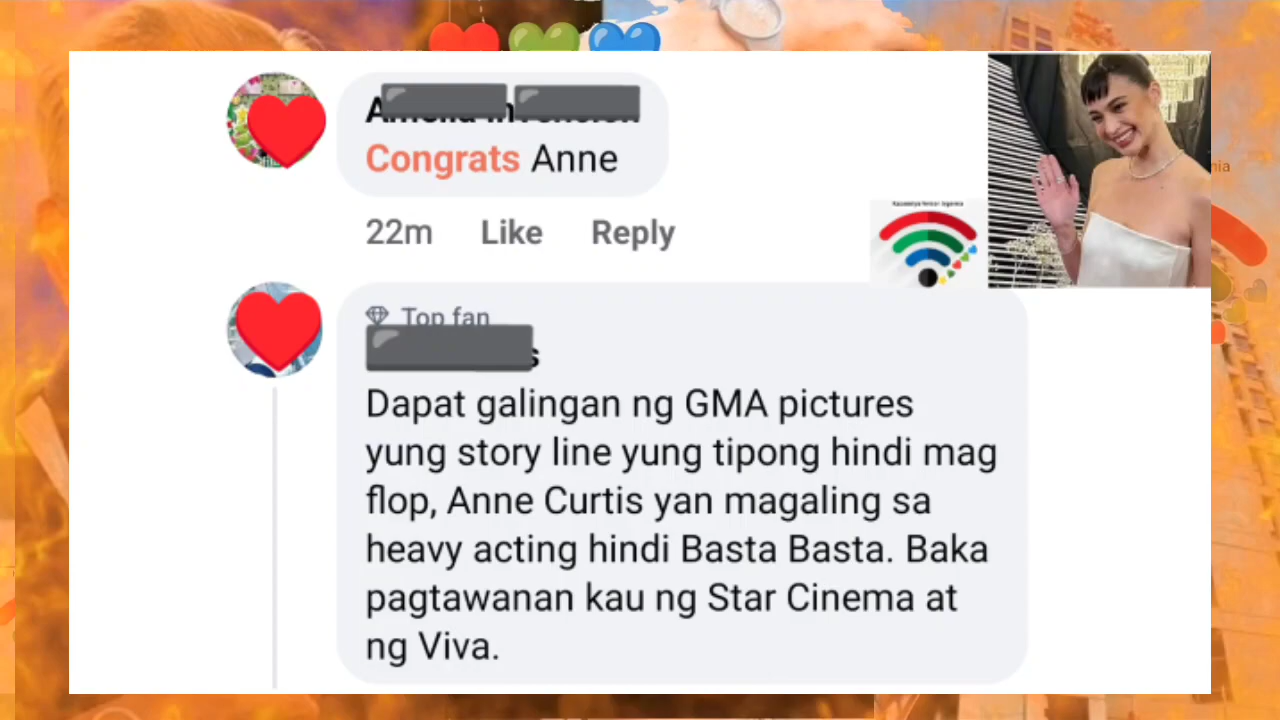 Congrats Anne
22m Like Reply
Top fan
Dapat galingan ng GMA pictures
yung story line yung tipong hindi mag
flop, Anne Curtis yan magaling sa
heavy acting hindi Basta Basta. Baka
pagtawanan kau ng Star Cinema at
ng Viva.